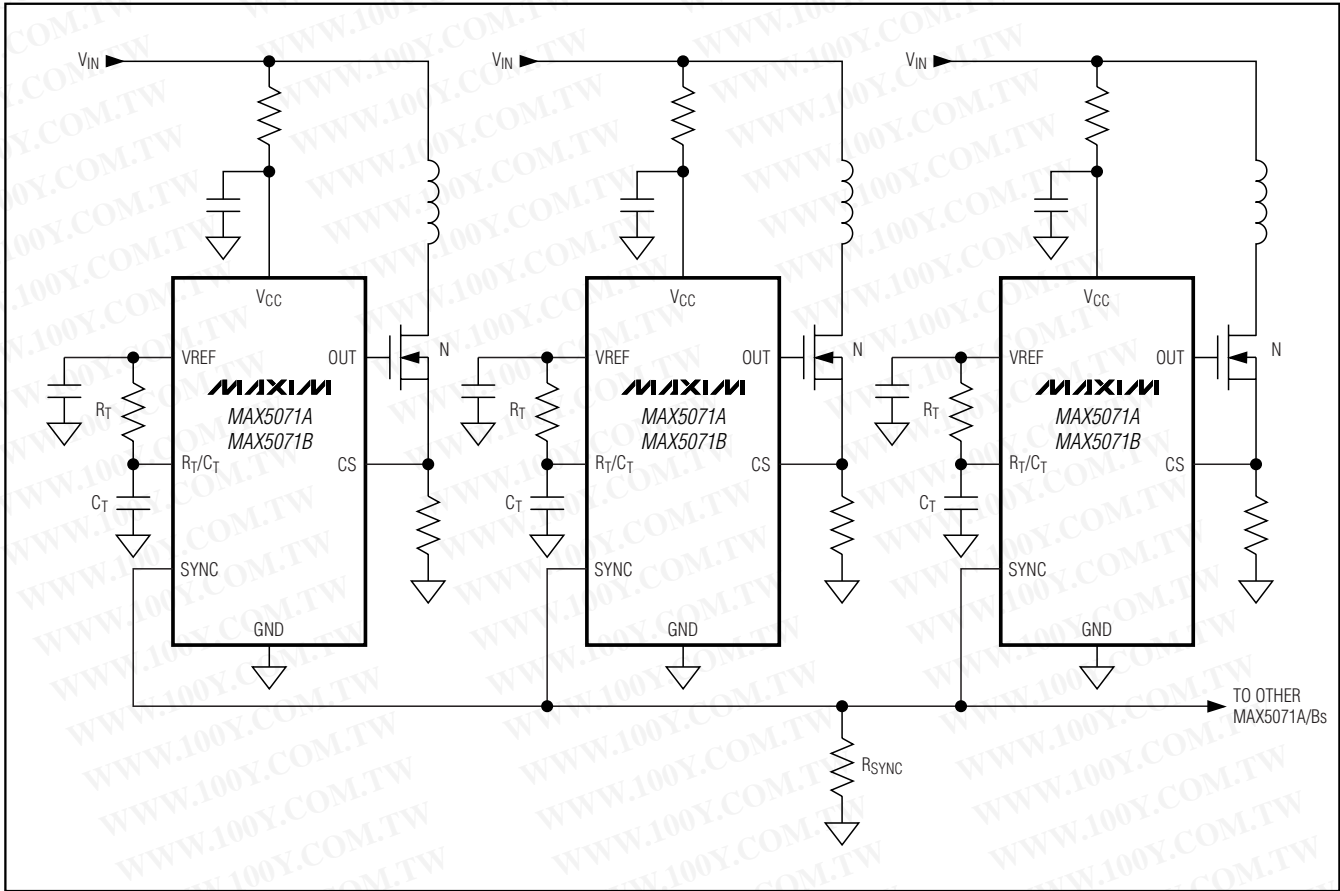 VIN VIN VIN
VCC VCC VCC
VREF OUT N VREF OUT N VREF OUT N
MAXIM MAXIM MAXIM
RT MAX5071A RT MAX5071A RT MAX5071A
MAX5071B MAX5071B MAX5071B
RT/CT CS RT/CT CS RT/CT CS
CT CT CT
SYNC SYNC SYNC
GND GND GND
TO OTHER
MAX5071A/Bs
RSYNC
WWW.100Y.COM.TW